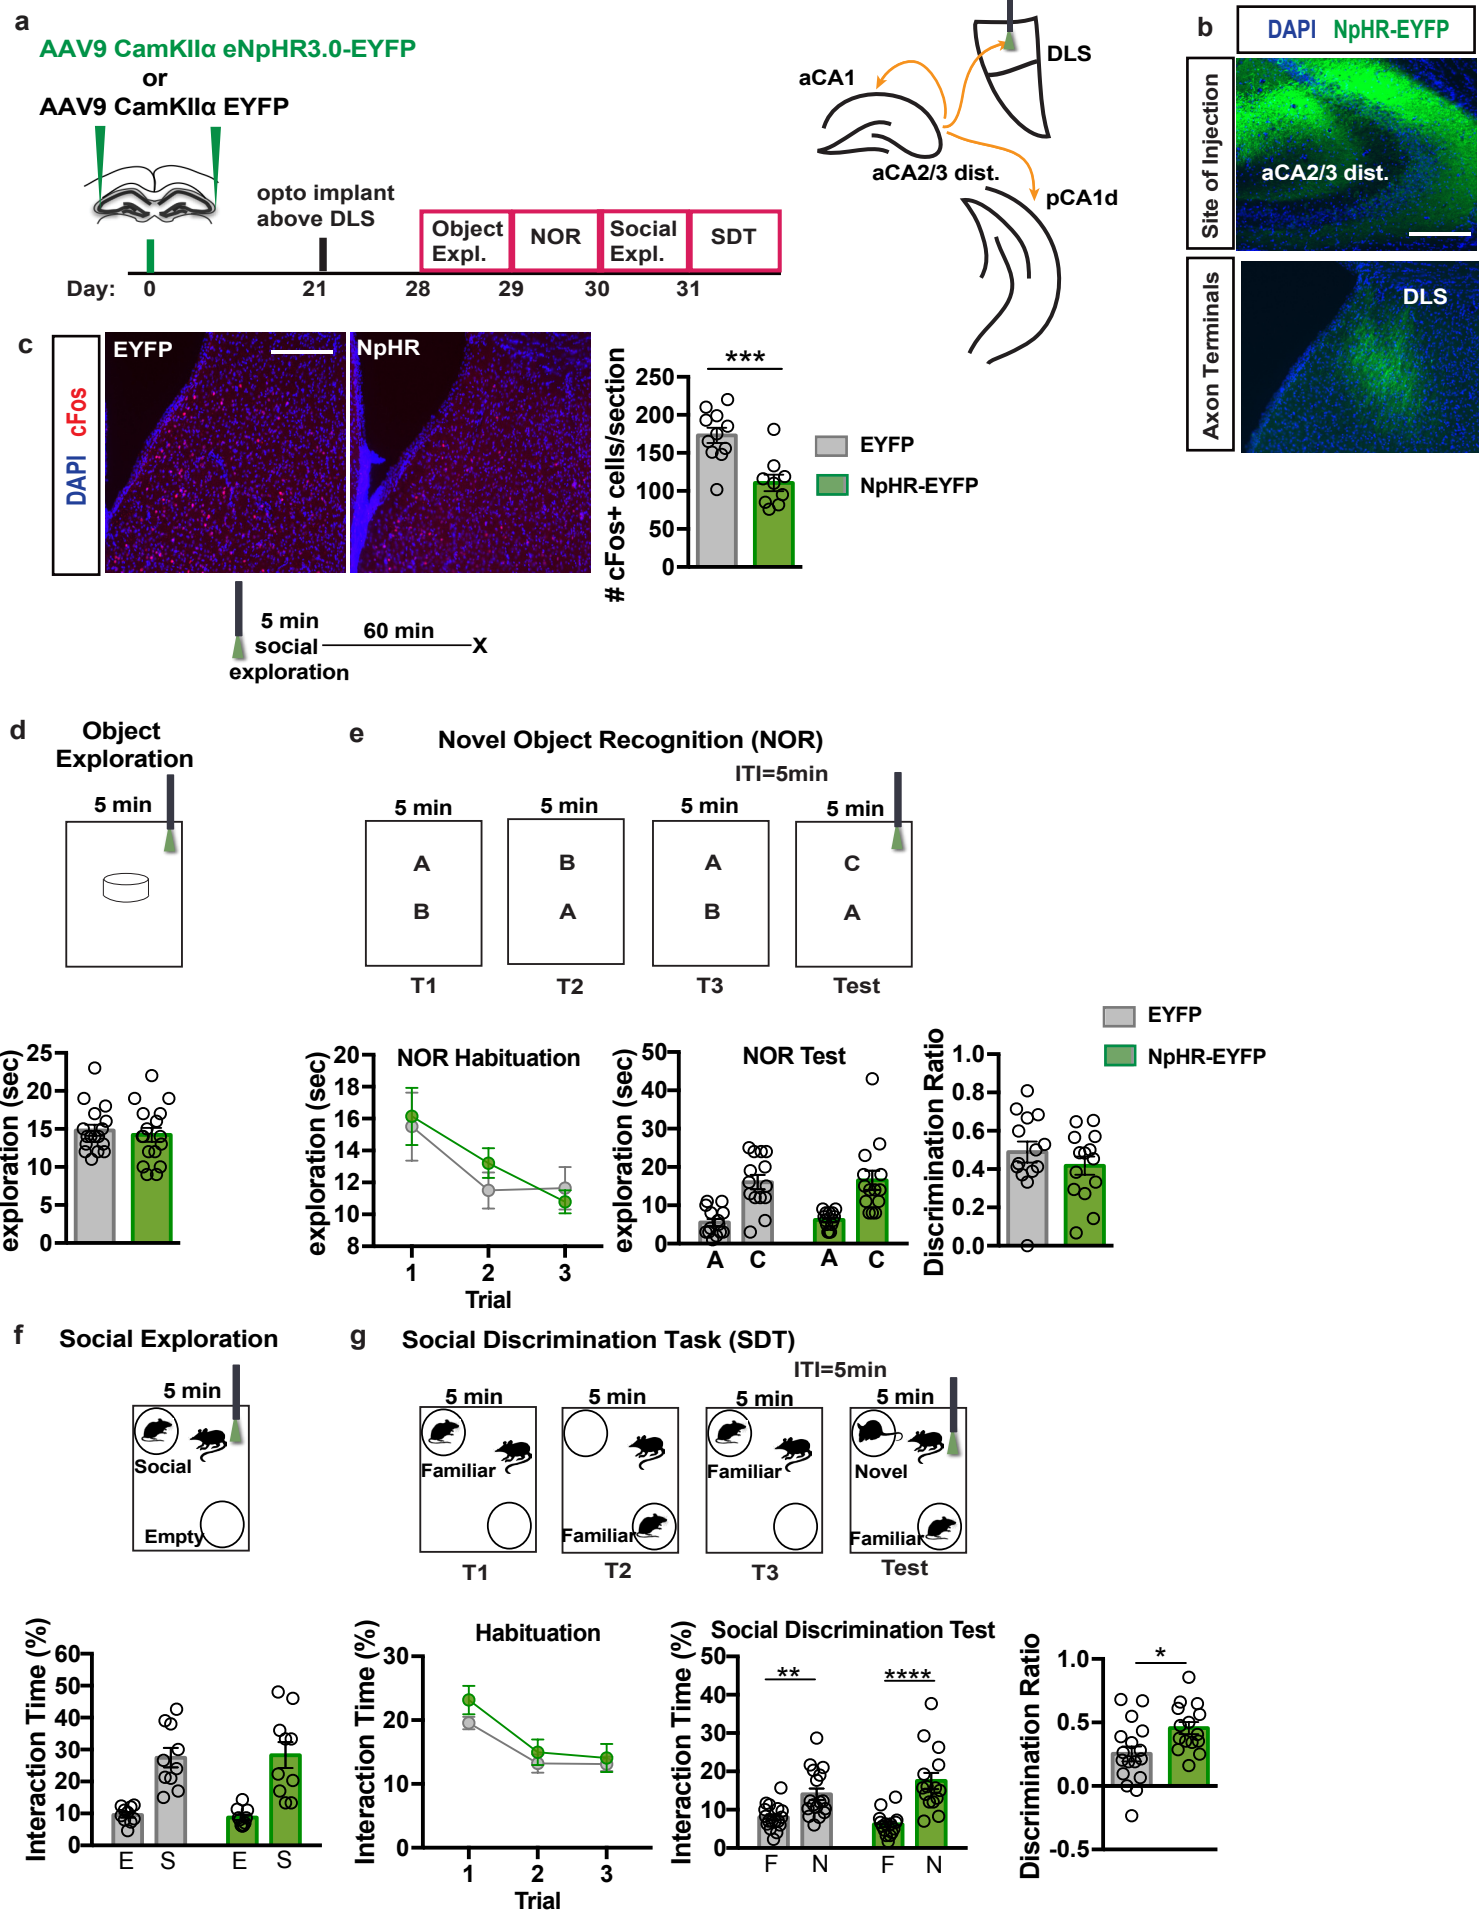 a
AAV9 CamKIIα eNpHR3.0-EYFP
or
AAV9 CamKIIα EYFP
opto implant
above DLS
Object
Expl.
NOR
Social
Expl.
SDT
Day:
0
21
28
29
30
31
DLS
aCA1
aCA2/3 dist.
pCA1d
b
DAPI NpHR-EYFP
Site of Injection
aCA2/3 dist.
Axon Terminals
DLS
c
DAPI cFos
EYFP
NpHR
# cFos+ cells/section
250
200
150
100
50
0
***
EYFP
NpHR-EYFP
5 min
social
exploration
60 min
X
d
Object
Exploration
5 min
exploration (sec)
25
20
15
10
5
0
e
Novel Object Recognition (NOR)
ITI=5min
5 min
5 min
5 min
5 min
A
B
B
A
A
B
C
A
T1
T2
T3
Test
NOR Habituation
exploration (sec)
20
18
16
14
12
10
8
1
2
3
Trial
NOR Test
exploration (sec)
50
40
30
20
10
0
A
C
A
C
Discrimination Ratio
1.0
0.8
0.6
0.4
0.2
0.0
EYFP
NpHR-EYFP
f
Social Exploration
5 min
Social
Empty
Interaction Time (%)
60
50
40
30
20
10
0
E
S
E
S
g
Social Discrimination Task (SDT)
ITI=5min
5 min
5 min
5 min
5 min
Familiar
Familiar
Familiar
Novel
Familiar
T1
T2
T3
Test
Habituation
Interaction Time (%)
30
20
10
0
1
2
3
Trial
Social Discrimination Test
Interaction Time (%)
50
40
30
20
10
0
**
****
F
N
F
N
Discrimination Ratio
1.0
0.5
0.0
-0.5
*